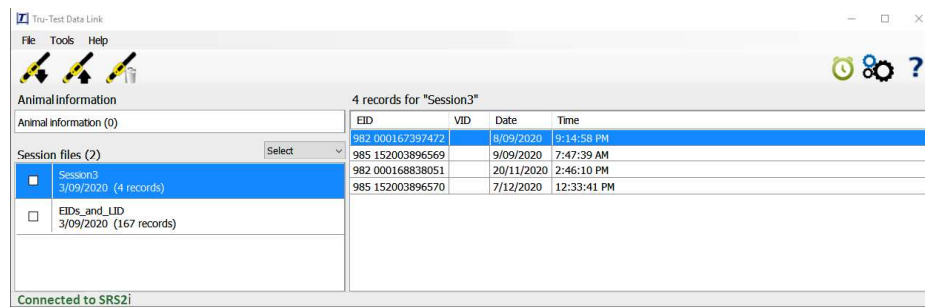 Tru-Test Data Link
File Tools Help
?
Animal information
Animal information (0)
Session files (2)
Select
Session3
3/09/2020 (4 records)
EIDs_and_LID
3/09/2020 (167 records)
4 records for "Session3"
EID VID Date Time
982 000167397472 8/09/2020 9:14:58 PM
985 152003896569 9/09/2020 7:47:39 AM
982 000168838051 20/11/2020 2:46:10 PM
985 152003896570 7/12/2020 12:33:41 PM
Connected to SRS2i